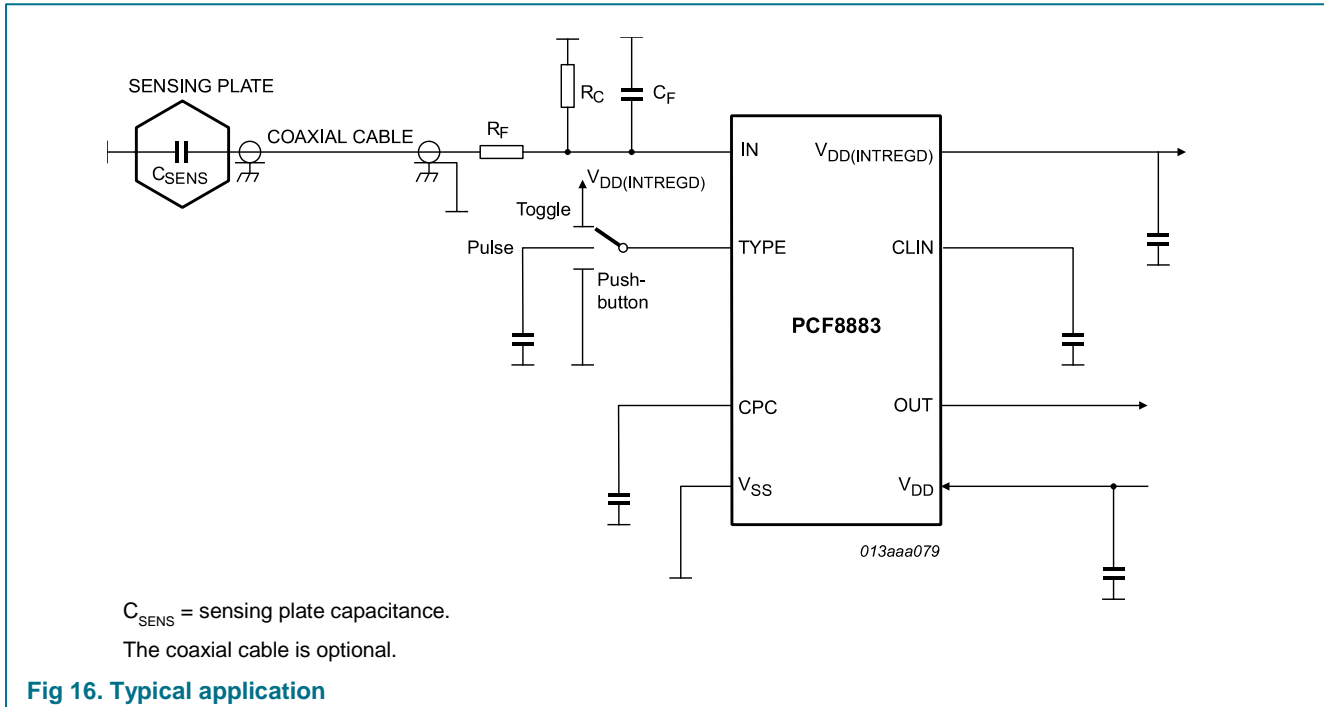 SENSING PLATE
C_SENS
COAXIAL CABLE
R_F
R_C
C_F
V_DD(INTREGD)
Toggle
Pulse
Push-
button
IN
TYPE
CPC
V_SS
PCF8883
V_DD(INTREGD)
CLIN
OUT
V_DD
013aaa079
C_SENS = sensing plate capacitance.
The coaxial cable is optional.
Fig 16. Typical application